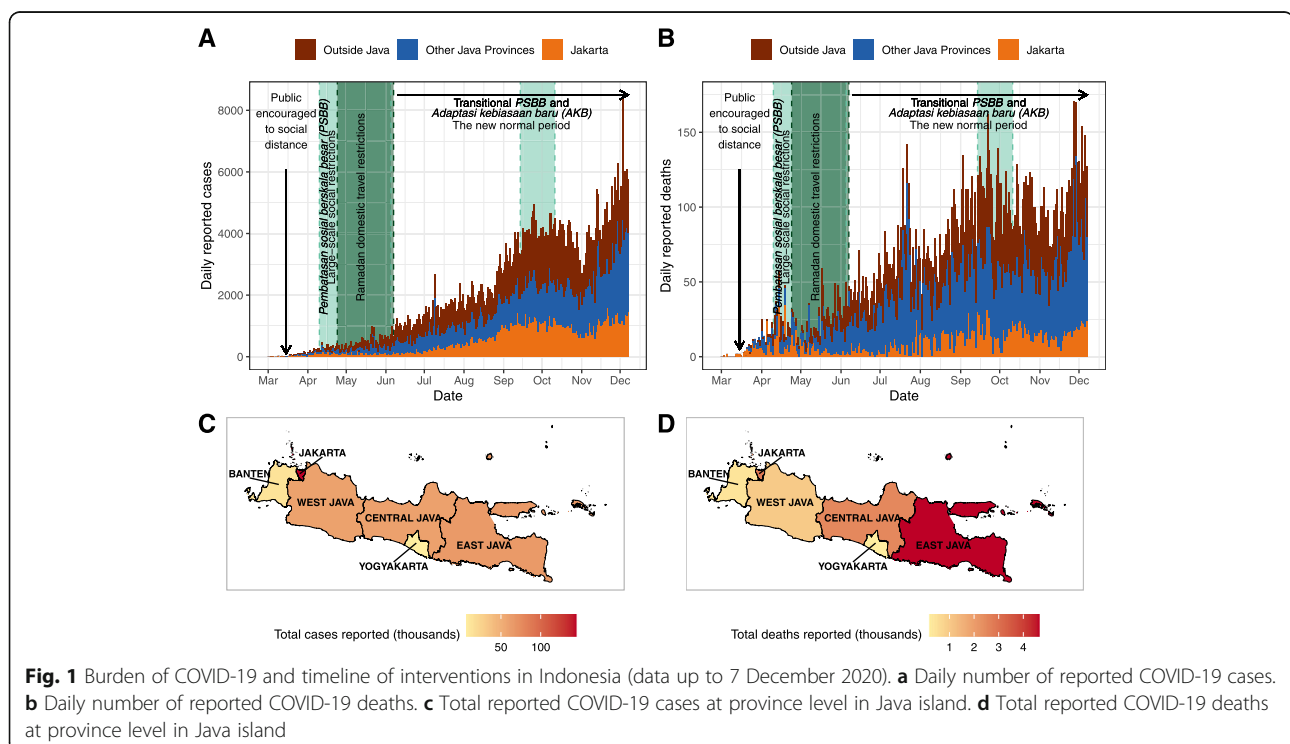 A
B
Outside Java Other Java Provinces Jakarta
Outside Java Other Java Provinces Jakarta
Daily reported cases
8000
6000
4000
2000
0
Public
encouraged
to social
distance
Pembatasan sosial berskala besar (PSBB)
Large-scale social restrictions
Ramadan domestic travel restrictions
Transitional PSBB and
Adaptasi kebiasaan baru (AKB)
The new normal period
Mar Apr May Jun Jul Aug Sep Oct Nov Dec
Date
Daily reported deaths
150
100
50
0
Public
encouraged
to social
distance
Pembatasan sosial berskala besar (PSBB)
Large-scale social restrictions
Ramadan domestic travel restrictions
Transitional PSBB and
Adaptasi kebiasaan baru (AKB)
The new normal period
Mar Apr May Jun Jul Aug Sep Oct Nov Dec
Date
C
JAKARTA
BANTEN
WEST JAVA
CENTRAL JAVA
EAST JAVA
YOGYAKARTA
Total cases reported (thousands)
50 100
D
JAKARTA
BANTEN
WEST JAVA
CENTRAL JAVA
EAST JAVA
YOGYAKARTA
Total deaths reported (thousands)
1 2 3 4
Fig. 1 Burden of COVID-19 and timeline of interventions in Indonesia (data up to 7 December 2020). a Daily number of reported COVID-19 cases.
b Daily number of reported COVID-19 deaths. c Total reported COVID-19 cases at province level in Java island. d Total reported COVID-19 deaths
at province level in Java island